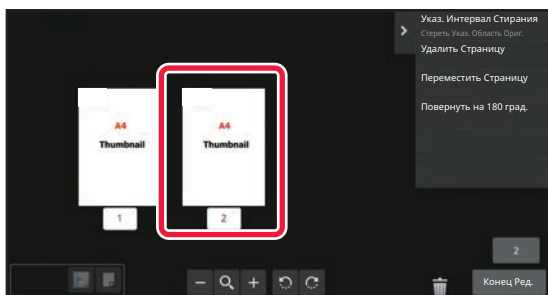 Указ. Интервал Стирания
Стереть Указ. Область Ориг.
Удалить Страницу
Переместить Страницу
Повернуть на 180 град.
A4
Thumbnail
A4
Thumbnail
1
2
2
Конец Ред.